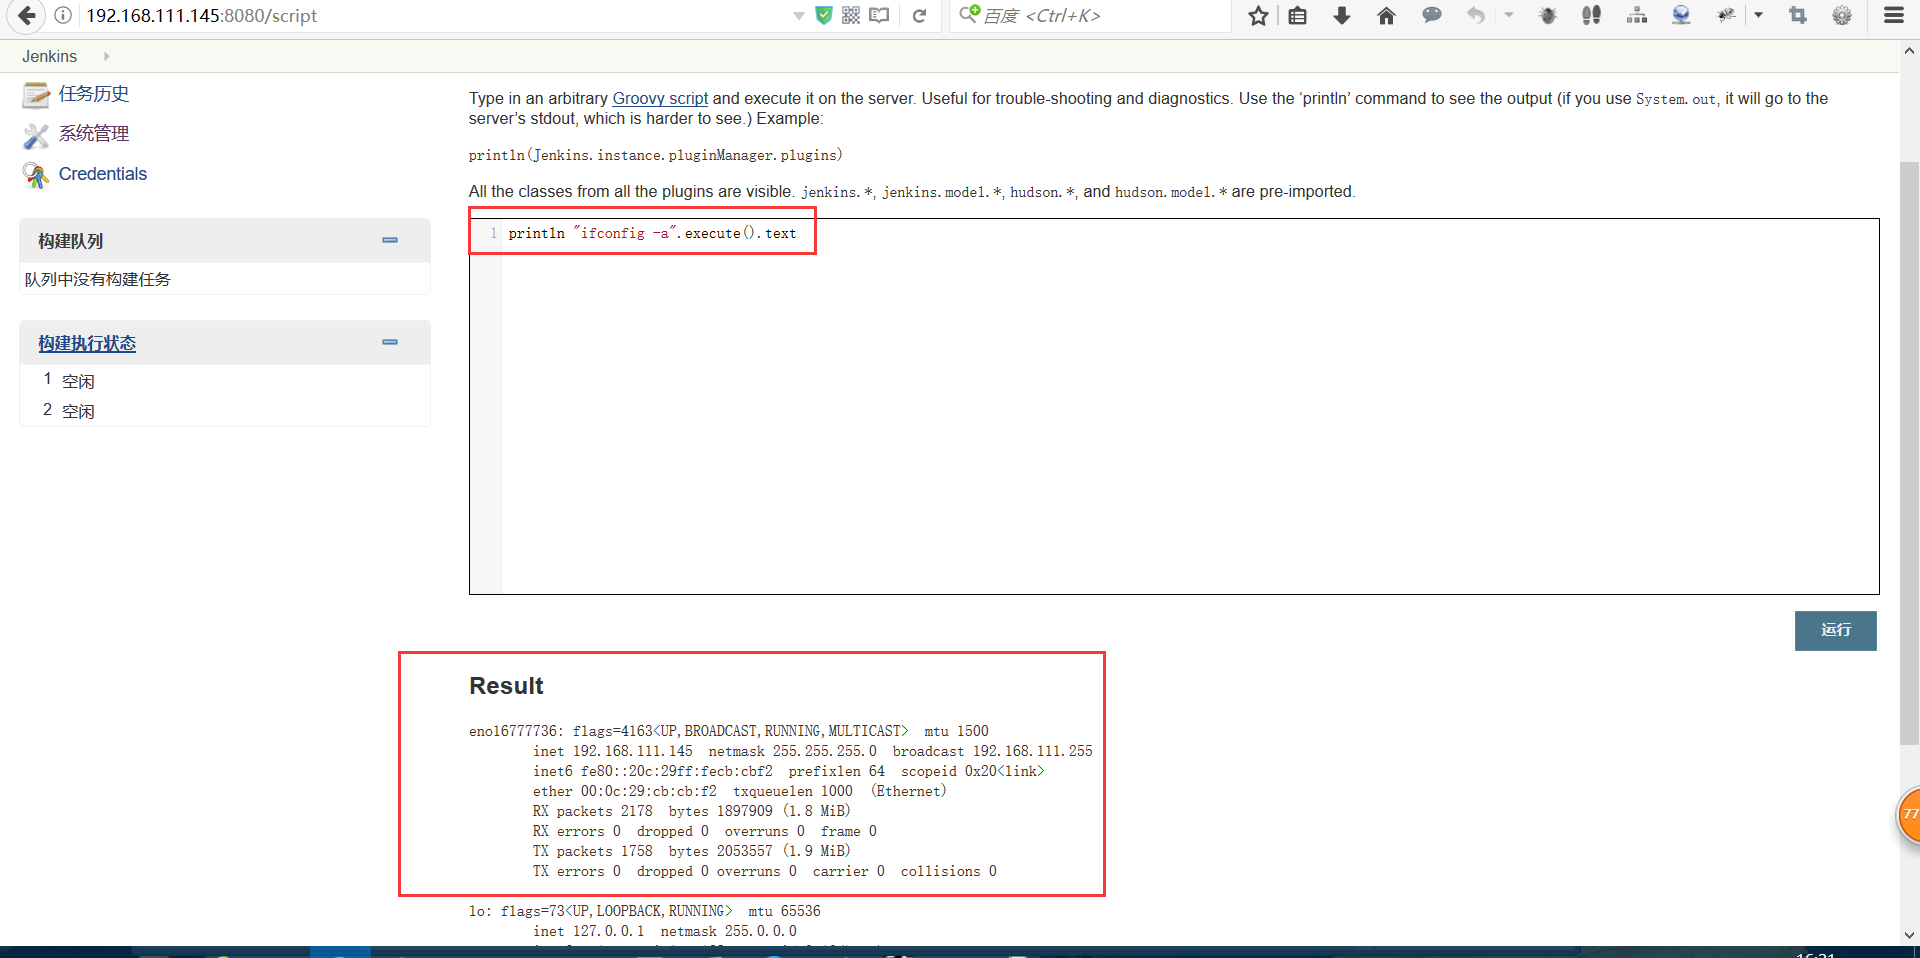 192.168.111.145:8080/script
百度 <Ctrl+K>
Jenkins
任务历史
系统管理
Credentials
构建队列
队列中没有构建任务
构建执行状态
1 空闲
2 空闲
Type in an arbitrary Groovy script and execute it on the server. Useful for trouble-shooting and diagnostics. Use the ‘println’ command to see the output (if you use System.out, it will go to the
server’s stdout, which is harder to see.) Example:
println(Jenkins.instance.pluginManager.plugins)
All the classes from all the plugins are visible. jenkins.*, jenkins.model.*, hudson.*, and hudson.model.* are pre-imported.
1 println "ifconfig -a".execute().text
运行
Result
eno16777736: flags=4163<UP,BROADCAST,RUNNING,MULTICAST>  mtu 1500
inet 192.168.111.145  netmask 255.255.255.0  broadcast 192.168.111.255
inet6 fe80::20c:29ff:fecb:cbf2  prefixlen 64  scopeid 0x20<link>
ether 00:0c:29:cb:cb:f2  txqueuelen 1000  (Ethernet)
RX packets 2178  bytes 1897909 (1.8 MiB)
RX errors 0  dropped 0  overruns 0  frame 0
TX packets 1758  bytes 2053557 (1.9 MiB)
TX errors 0  dropped 0 overruns 0  carrier 0  collisions 0
lo: flags=73<UP,LOOPBACK,RUNNING>  mtu 65536
inet 127.0.0.1  netmask 255.0.0.0
77